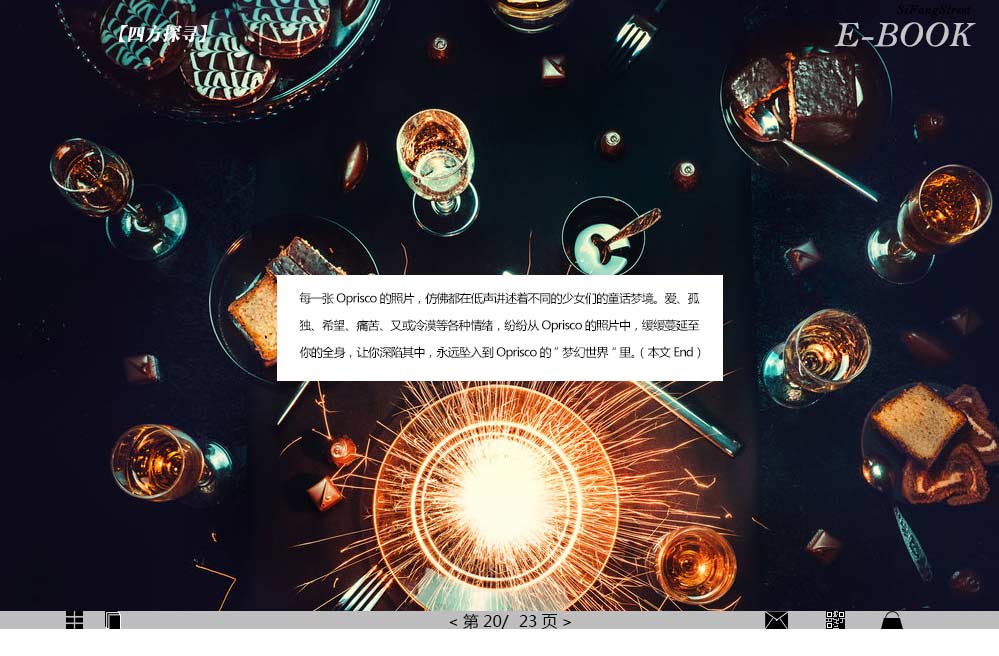 SiFangStreet
【四方探寻】
E-BOOK
每一张 Oprisco 的照片，仿佛都在低声讲述着不同的少女们的童话梦境。爱、孤
独、希望、痛苦、又或冷漠等各种情绪，纷纷从 Oprisco 的照片中，缓缓蔓延至
你的全身，让你深陷其中，永远坠入到 Oprisco 的 " 梦幻世界 " 里。( 本文 End )
< 第 20/ 23 页 >